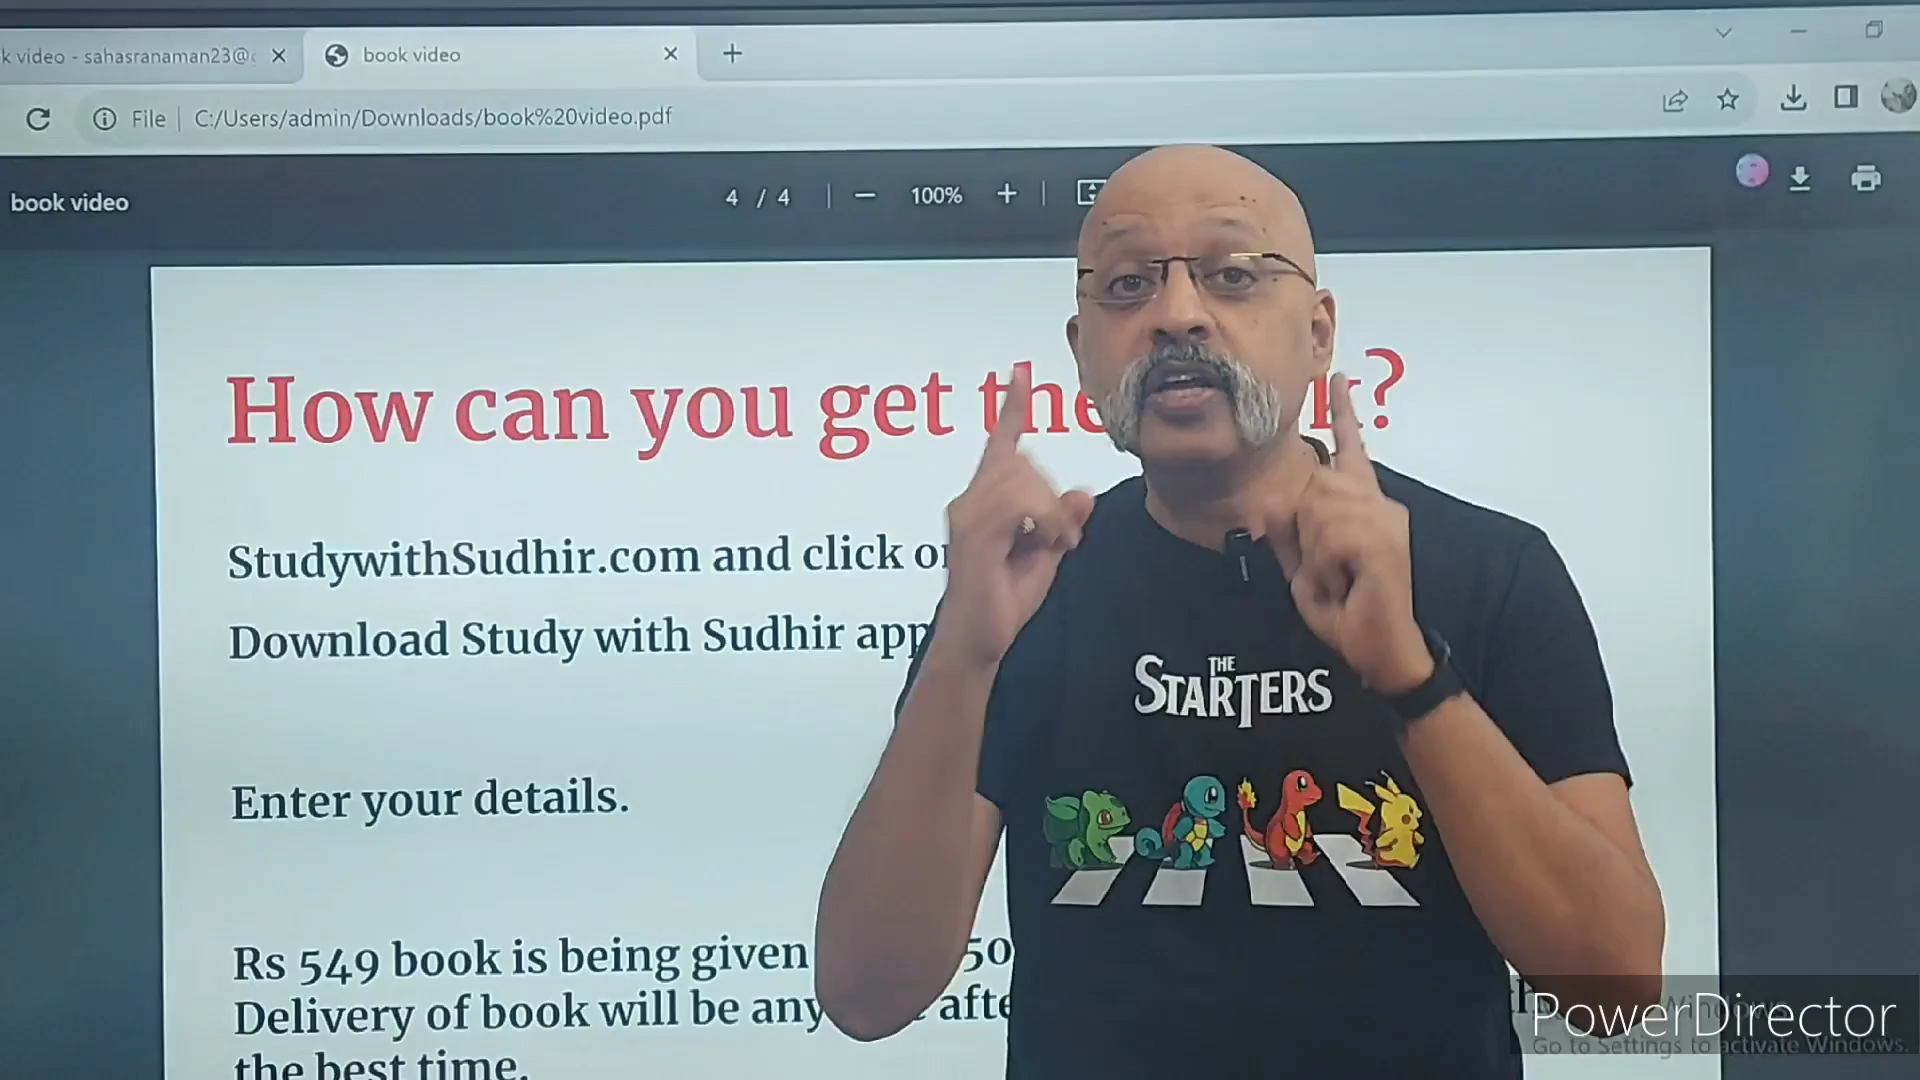 k video - sahasranaman23@
book video
File
C:/Users/admin/Downloads/book%20video.pdf
book video
4 / 4
100%
How can you get the k?
StudywithSudhir.com and click
Download Study with Sudhir app
Enter your details.
Rs 549 book is being given 50
Delivery of book will be any
the best time.
THE
STARTERS
PowerDirector
Go to Settings to activate Windows.